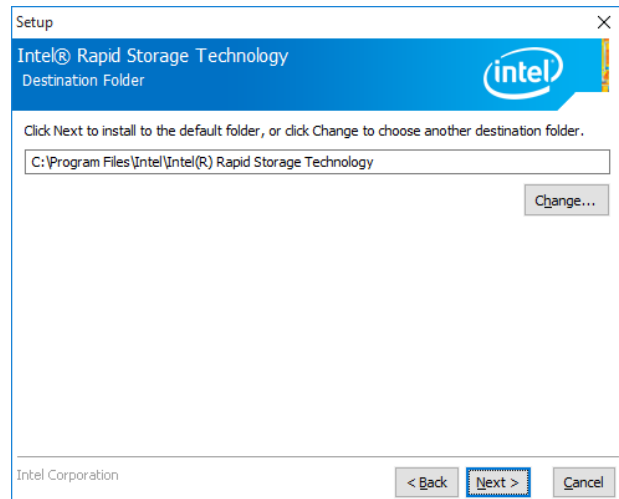 Setup
Intel® Rapid Storage Technology
Destination Folder
intel
Click Next to install to the default folder, or click Change to choose another destination folder.
C:\Program Files\Intel\Intel(R) Rapid Storage Technology
Change...
Intel Corporation
< Back Next > Cancel